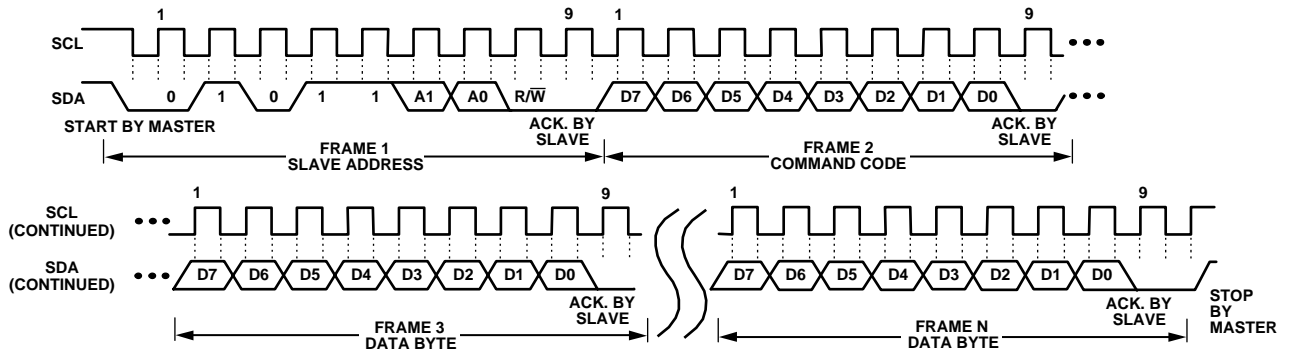 1 9 1 9
SCL
SDA 0 1 0 1 1 A1 A0 R/W̅ D7 D6 D5 D4 D3 D2 D1 D0
START BY MASTER ACK. BY SLAVE ACK. BY SLAVE
FRAME 1 SLAVE ADDRESS FRAME 2 COMMAND CODE
1 9 1 9
SCL (CONTINUED)
SDA (CONTINUED) D7 D6 D5 D4 D3 D2 D1 D0 D7 D6 D5 D4 D3 D2 D1 D0
ACK. BY SLAVE ACK. BY SLAVE STOP BY MASTER
FRAME 3 DATA BYTE FRAME N DATA BYTE